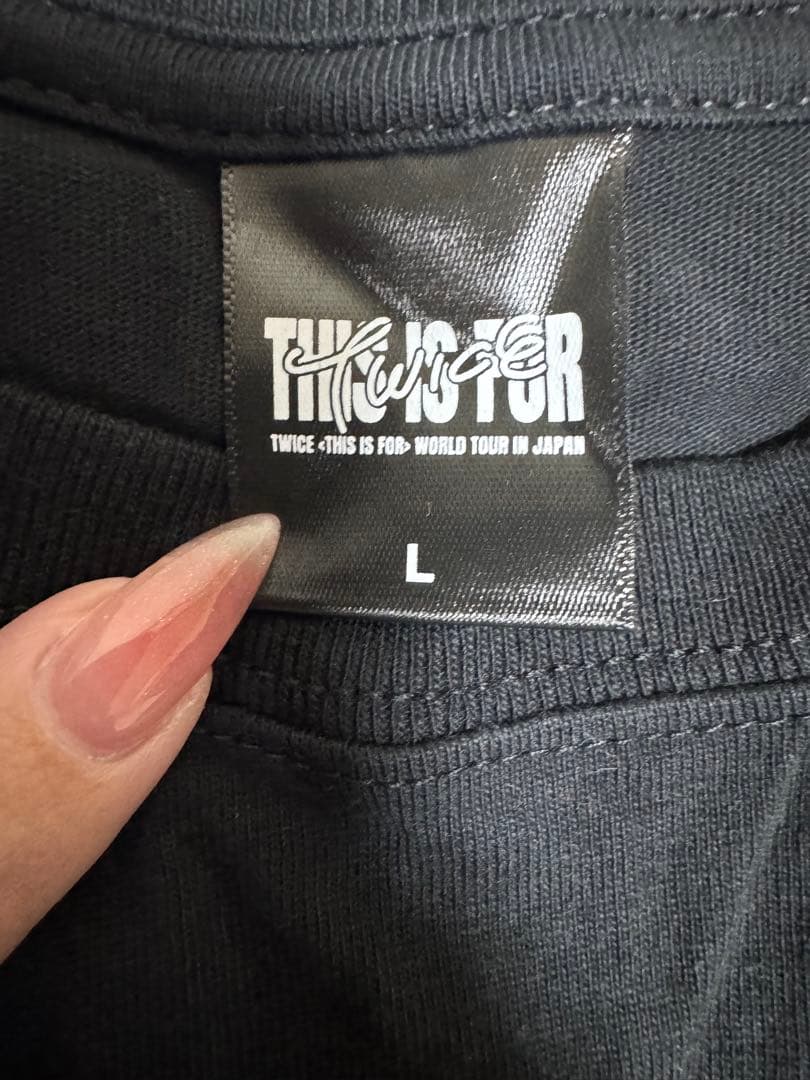 THIS IS FOR
Twice
TWICE <THIS IS FOR> WORLD TOUR IN JAPAN
L